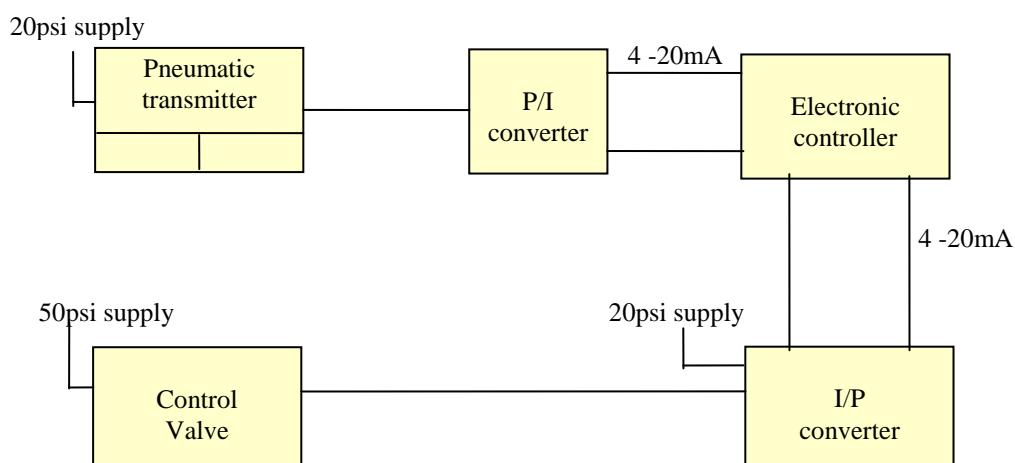 20psi supply
Pneumatic
transmitter
4 -20mA
P/I
converter
Electronic
controller
4 -20mA
50psi supply
20psi supply
Control
Valve
I/P
converter